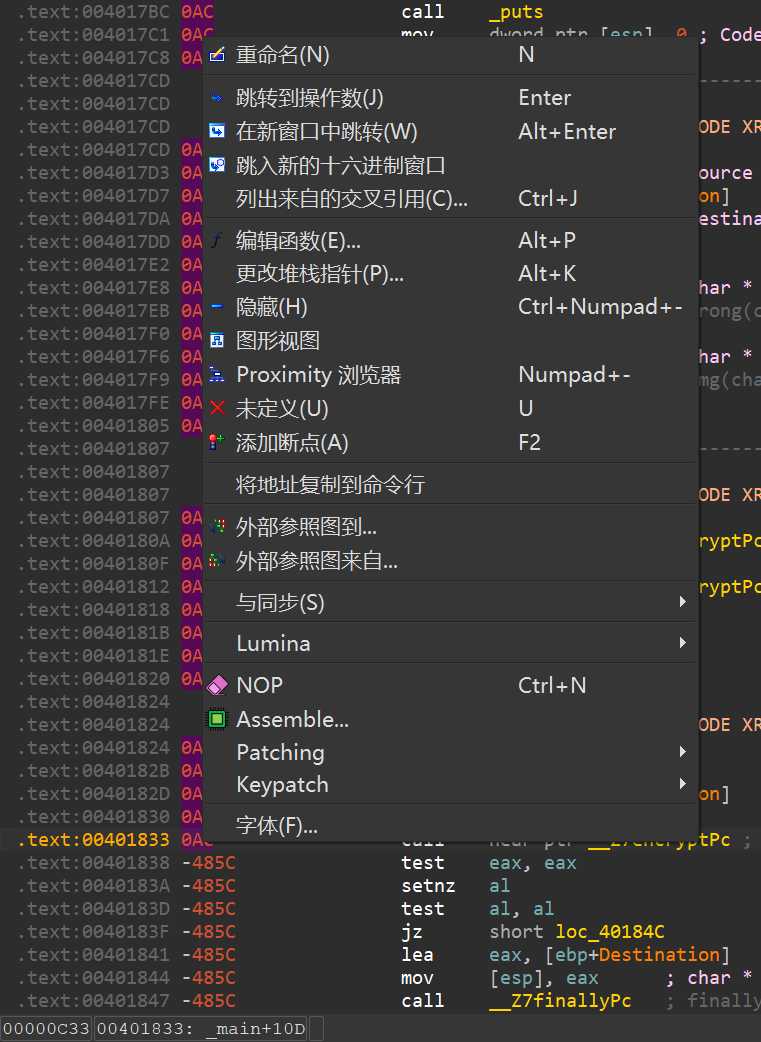 .text:004017BC 0AC call _puts
.text:004017C1 0AC mov dword ptr [esp], 0 ; Code
.text:004017C8 0A
重命名(N) N
.text:004017CD
.text:004017CD
跳转到操作数(J) Enter
.text:004017CD ODE XR
在新窗口中跳转(W) Alt+Enter
.text:004017CD 0A
跳入新的十六进制窗口
.text:004017D3 0A ource
.text:004017D7 0A on]
列出来自的交叉引用(C)... Ctrl+J
.text:004017DA 0A estina
.text:004017DD 0A
编辑函数(E)... Alt+P
.text:004017E2 0A
更改堆栈指针(P)... Alt+K
.text:004017E8 0A har *
.text:004017EB 0A rong(c
隐藏(H) Ctrl+Numpad+-
.text:004017F0 0A
图形视图
.text:004017F6 0A har *
.text:004017F9 0A mg(cha
Proximity 浏览器 Numpad+-
.text:004017FE 0A
未定义(U) U
.text:00401805 0A
.text:00401807
添加断点(A) F2
.text:00401807
.text:00401807 ODE XR
将地址复制到命令行
.text:00401807 0A
外部参照图到...
.text:0040180A 0A ryptPc
.text:0040180F 0A
外部参照图来自...
.text:00401812 0A ryptPc
.text:00401818 0A
与同步(S)
.text:0040181B 0A
Lumina
.text:0040181E 0A
.text:00401820 0A
NOP Ctrl+N
.text:00401824
Assemble...
.text:00401824 ODE XR
.text:00401824 0A
Patching
.text:0040182B 0A
Keypatch
.text:0040182D 0A on]
.text:00401830 0A
字体(F)...
.text:00401833 0AC call near ptr __Z7encryptPc ;
.text:00401838 -485C test eax, eax
.text:0040183A -485C setnz al
.text:0040183D -485C test al, al
.text:0040183F -485C jz short loc_40184C
.text:00401841 -485C lea eax, [ebp+Destination]
.text:00401844 -485C mov [esp], eax ; char *
.text:00401847 -485C call __Z7finallyPc ; finally
00000C33 00401833: _main+10D